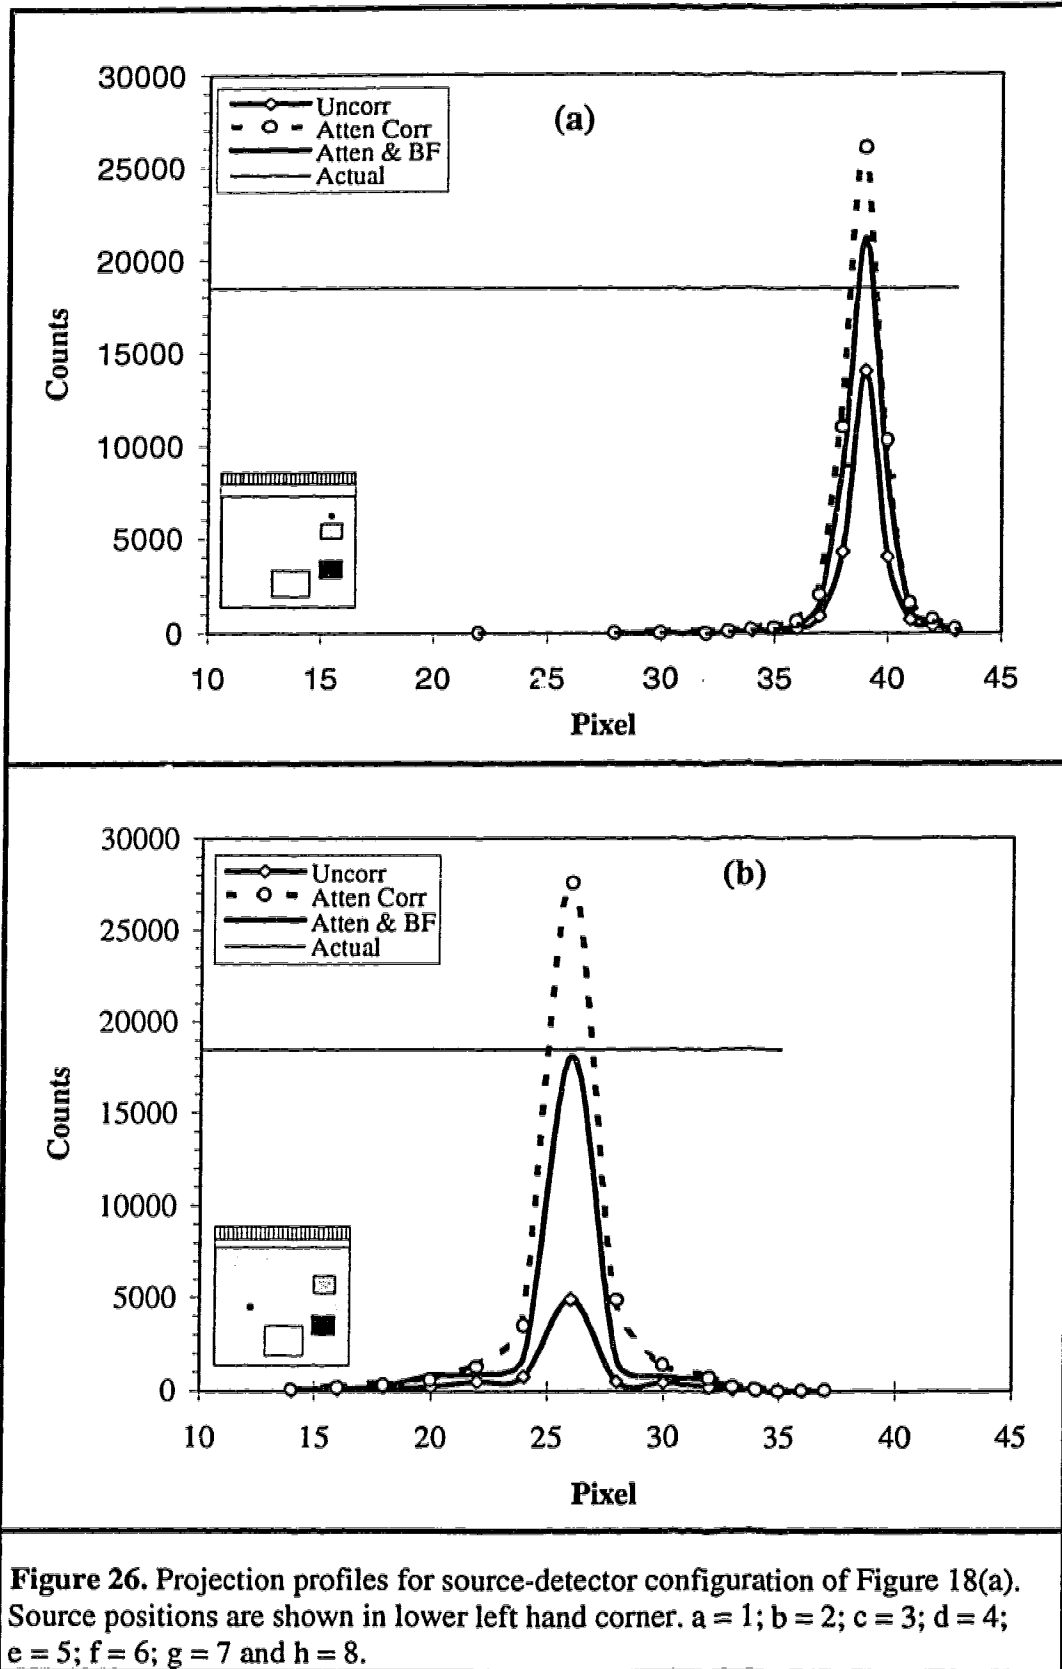 30000
25000
20000
15000
10000
5000
0
Counts
Uncorr
Atten Corr
Atten & BF
Actual
(a)
10 15 20 25 30 35 40 45
Pixel
30000
25000
20000
15000
10000
5000
0
Counts
Uncorr
Atten Corr
Atten & BF
Actual
(b)
10 15 20 25 30 35 40 45
Pixel
Figure 26. Projection profiles for source-detector configuration of Figure 18(a).
Source positions are shown in lower left hand corner. a = 1; b = 2; c = 3; d = 4;
e = 5; f = 6; g = 7 and h = 8.